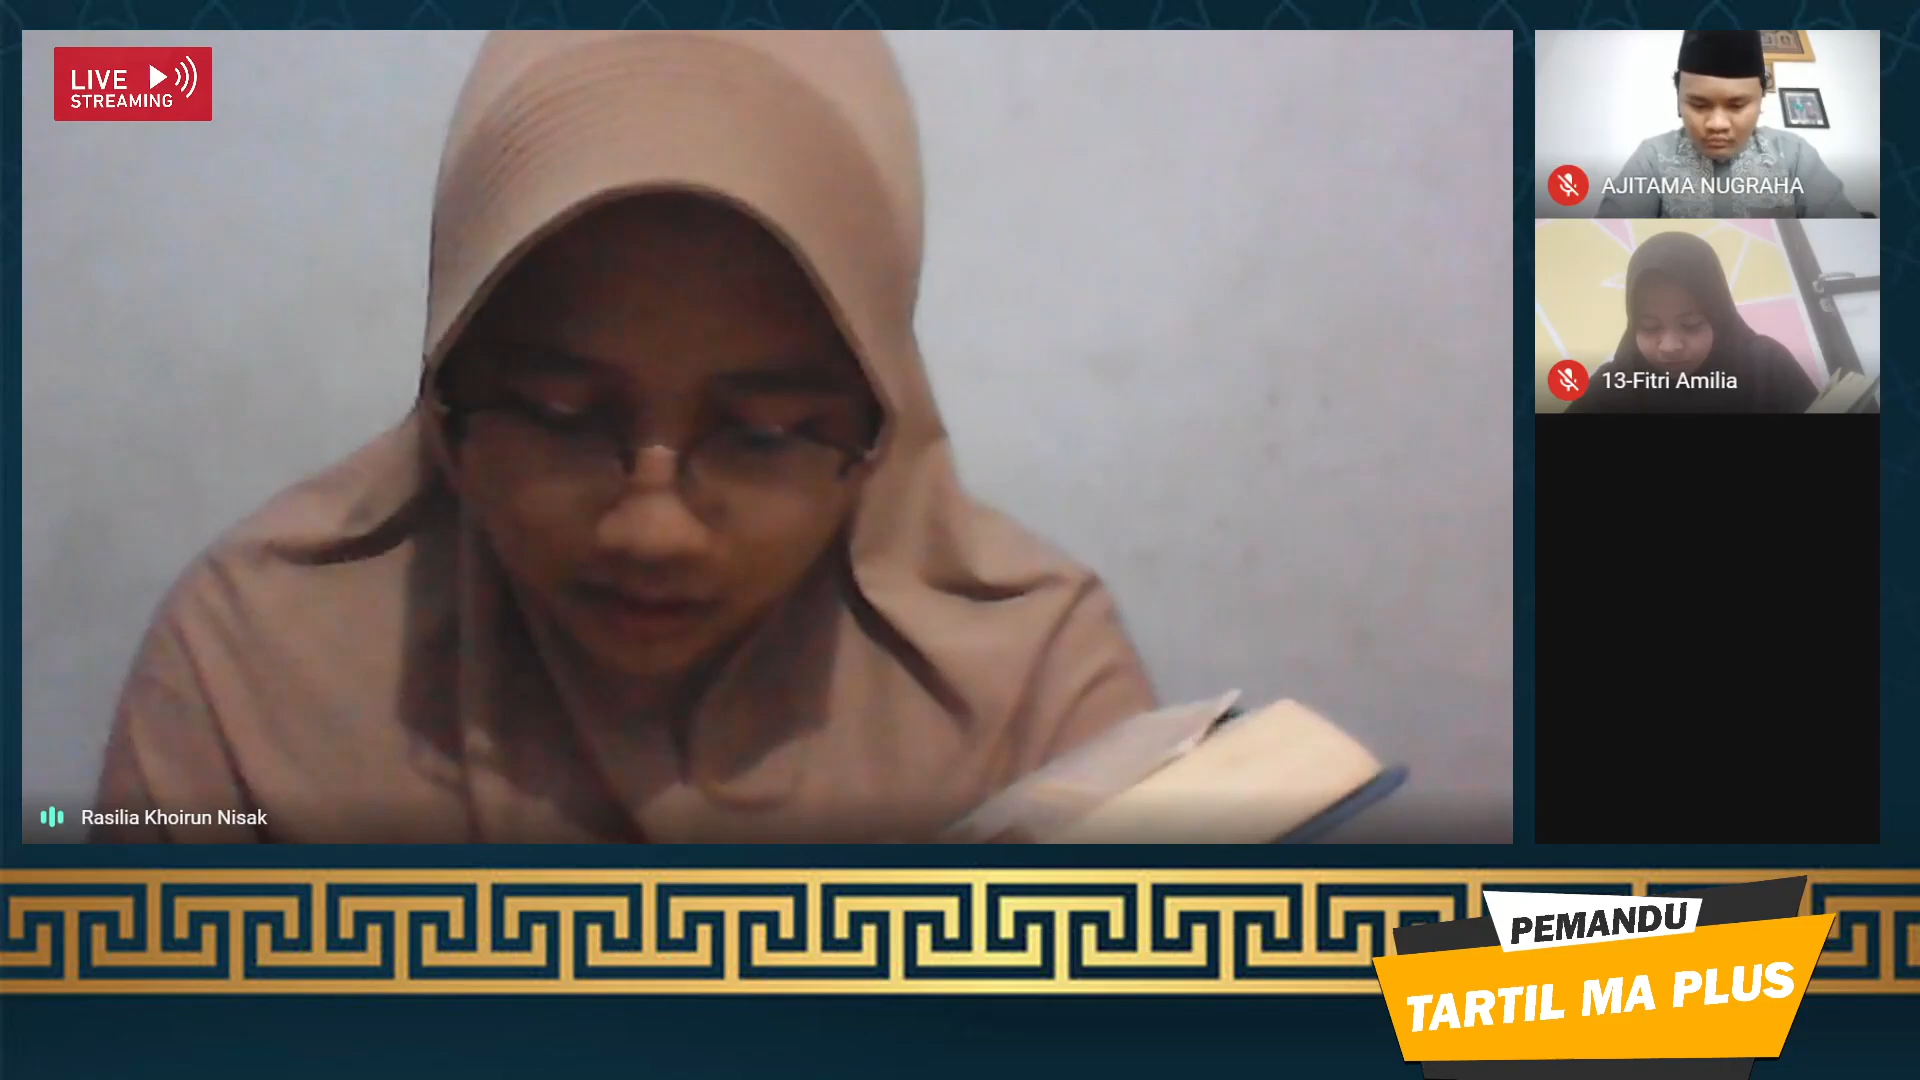 LIVE
STREAMING
AJITAMA NUGRAHA
13-Fitri Amilia
Rasilia Khoirun Nisak
PEMANDU
TARTIL MA PLUS